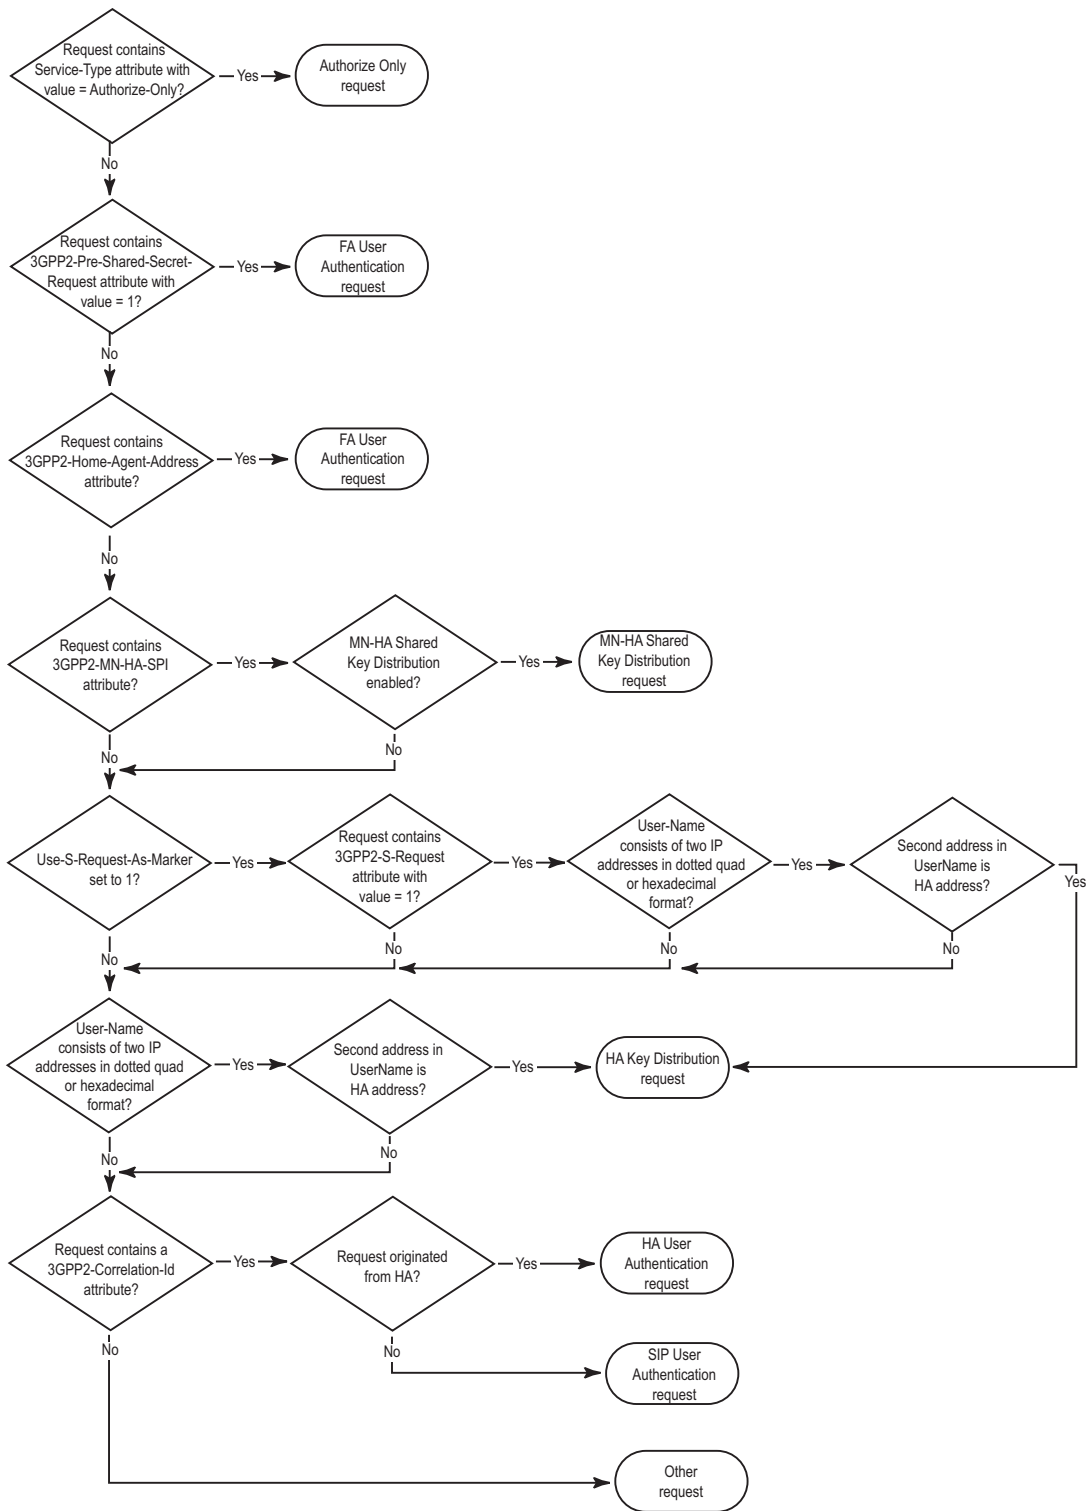 Request contains
Service-Type attribute with
value = Authorize-Only?
Yes
Authorize Only
request
No
Request contains
3GPP2-Pre-Shared-Secret-
Request attribute with
value = 1?
Yes
FA User
Authentication
request
No
Request contains
3GPP2-Home-Agent-Address
attribute?
Yes
FA User
Authentication
request
No
Request contains
3GPP2-MN-HA-SPI
attribute?
Yes
MN-HA Shared
Key Distribution
enabled?
Yes
MN-HA Shared
Key Distribution
request
No
No
Use-S-Request-As-Marker
set to 1?
Yes
Request contains
3GPP2-S-Request
attribute with
value = 1?
Yes
User-Name
consists of two IP
addresses in dotted quad
or hexadecimal
format?
Yes
Second address in
UserName is
HA address?
Yes
No
No
No
No
User-Name
consists of two IP
addresses in dotted quad
or hexadecimal
format?
Yes
Second address in
UserName is
HA address?
Yes
HA Key Distribution
request
No
No
Request contains a
3GPP2-Correlation-Id
attribute?
Yes
Request originated
from HA?
Yes
HA User
Authentication
request
No
No
SIP User
Authentication
request
Other
request